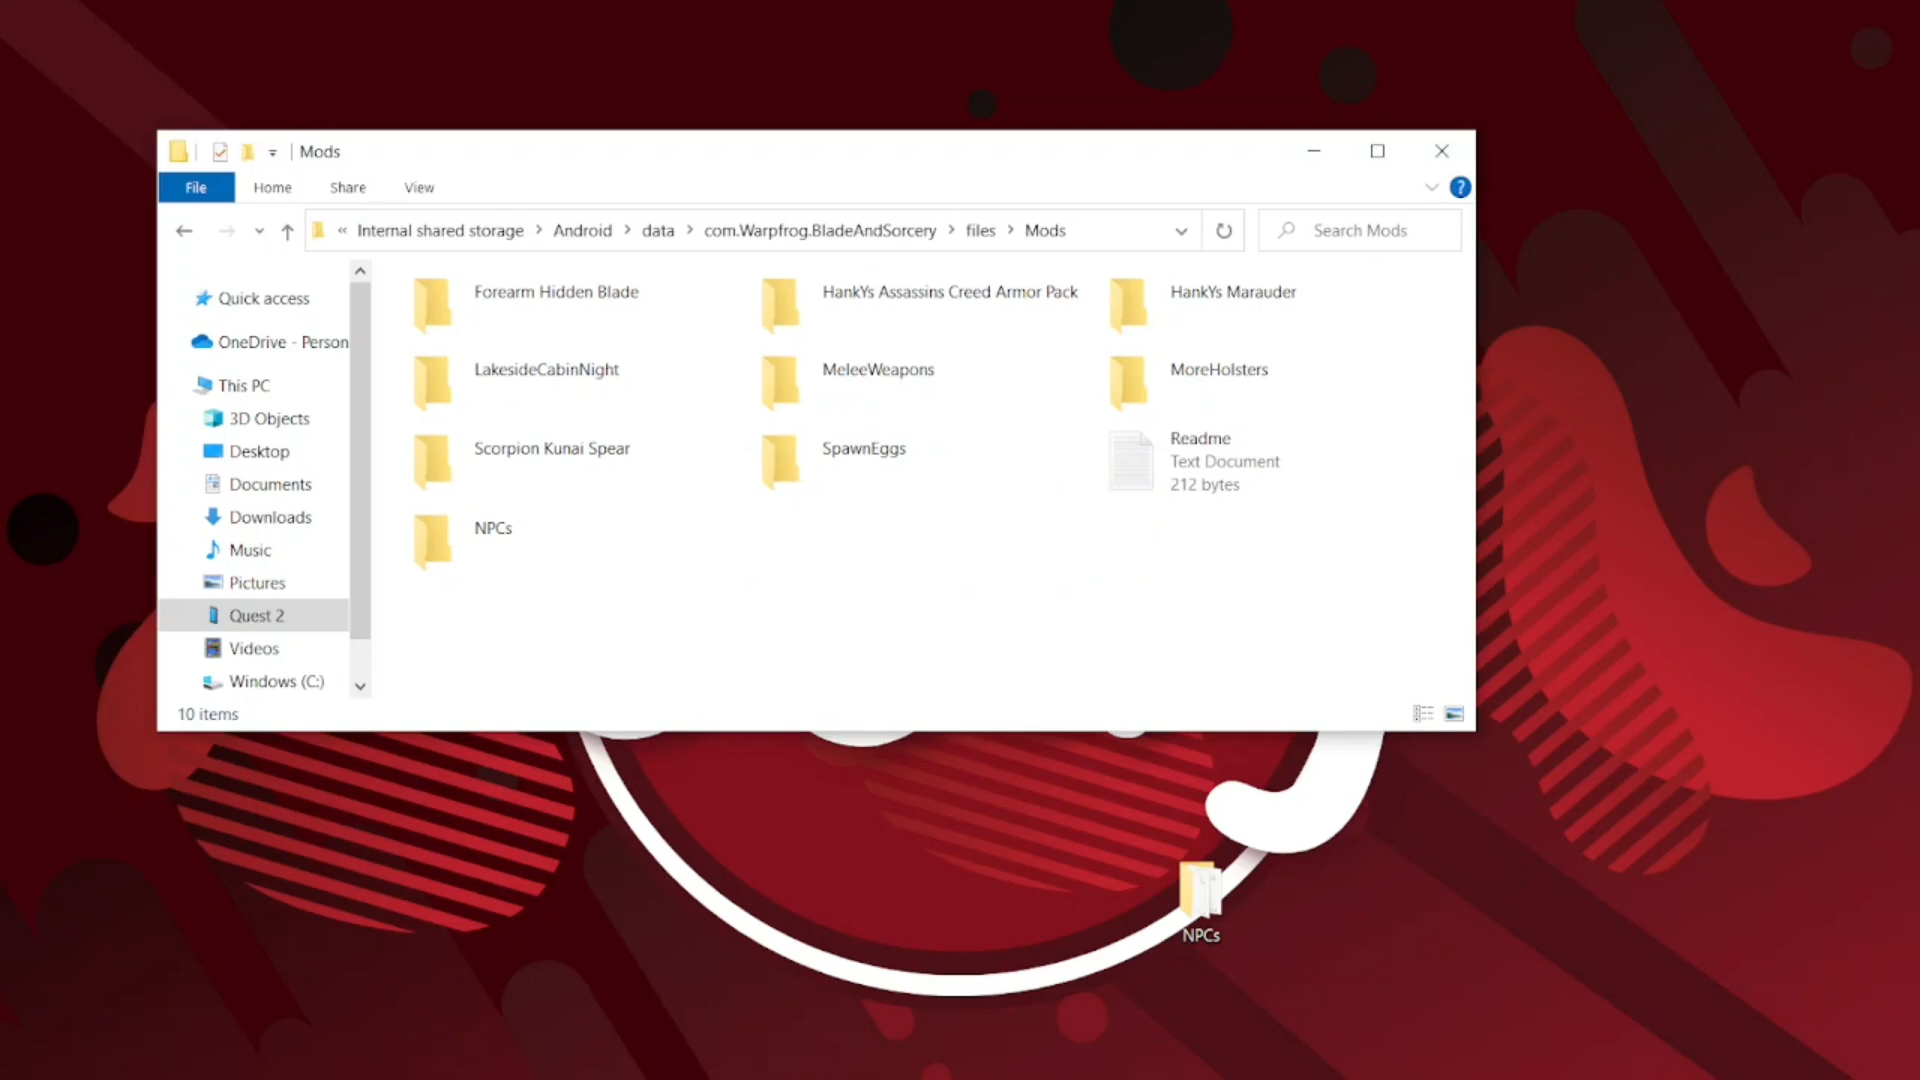 Mods
File Home Share View
?
« Internal shared storage > Android > data > com.Warpfrog.BladeAndSorcery > files > Mods
Search Mods
Quick access
OneDrive - Person
This PC
3D Objects
Desktop
Documents
Downloads
Music
Pictures
Quest 2
Videos
Windows (C:)
Forearm Hidden Blade
HankYs Assassins Creed Armor Pack
HankYs Marauder
LakesideCabinNight
MeleeWeapons
MoreHolsters
Scorpion Kunai Spear
SpawnEggs
Readme
Text Document
212 bytes
NPCs
10 items
NPCs